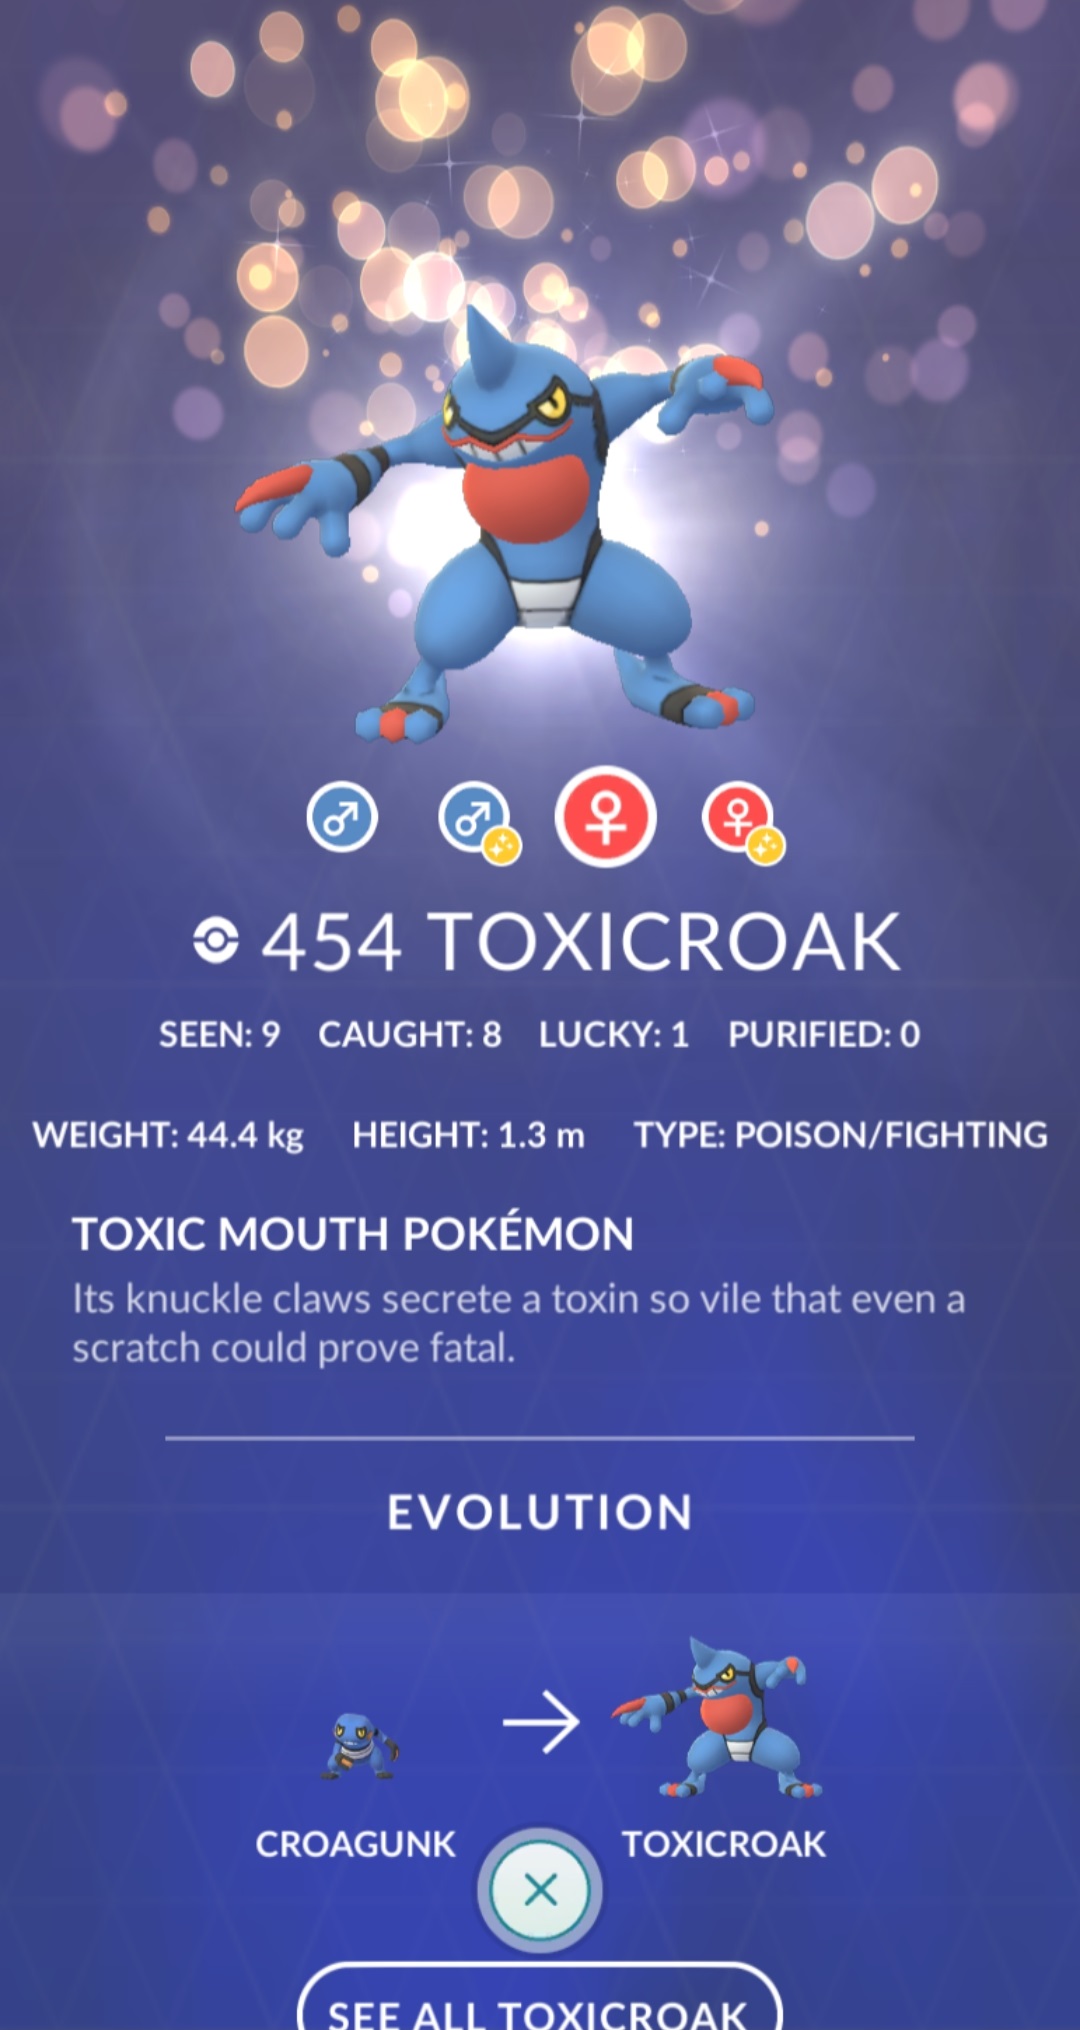 454 TOXICROAK
SEEN: 9 CAUGHT: 8 LUCKY: 1 PURIFIED: 0
WEIGHT: 44.4 kg HEIGHT: 1.3 m TYPE: POISON/FIGHTING
TOXIC MOUTH POKÉMON
Its knuckle claws secrete a toxin so vile that even a
scratch could prove fatal.
EVOLUTION
CROAGUNK TOXICROAK
SEE ALL TOXICROAK